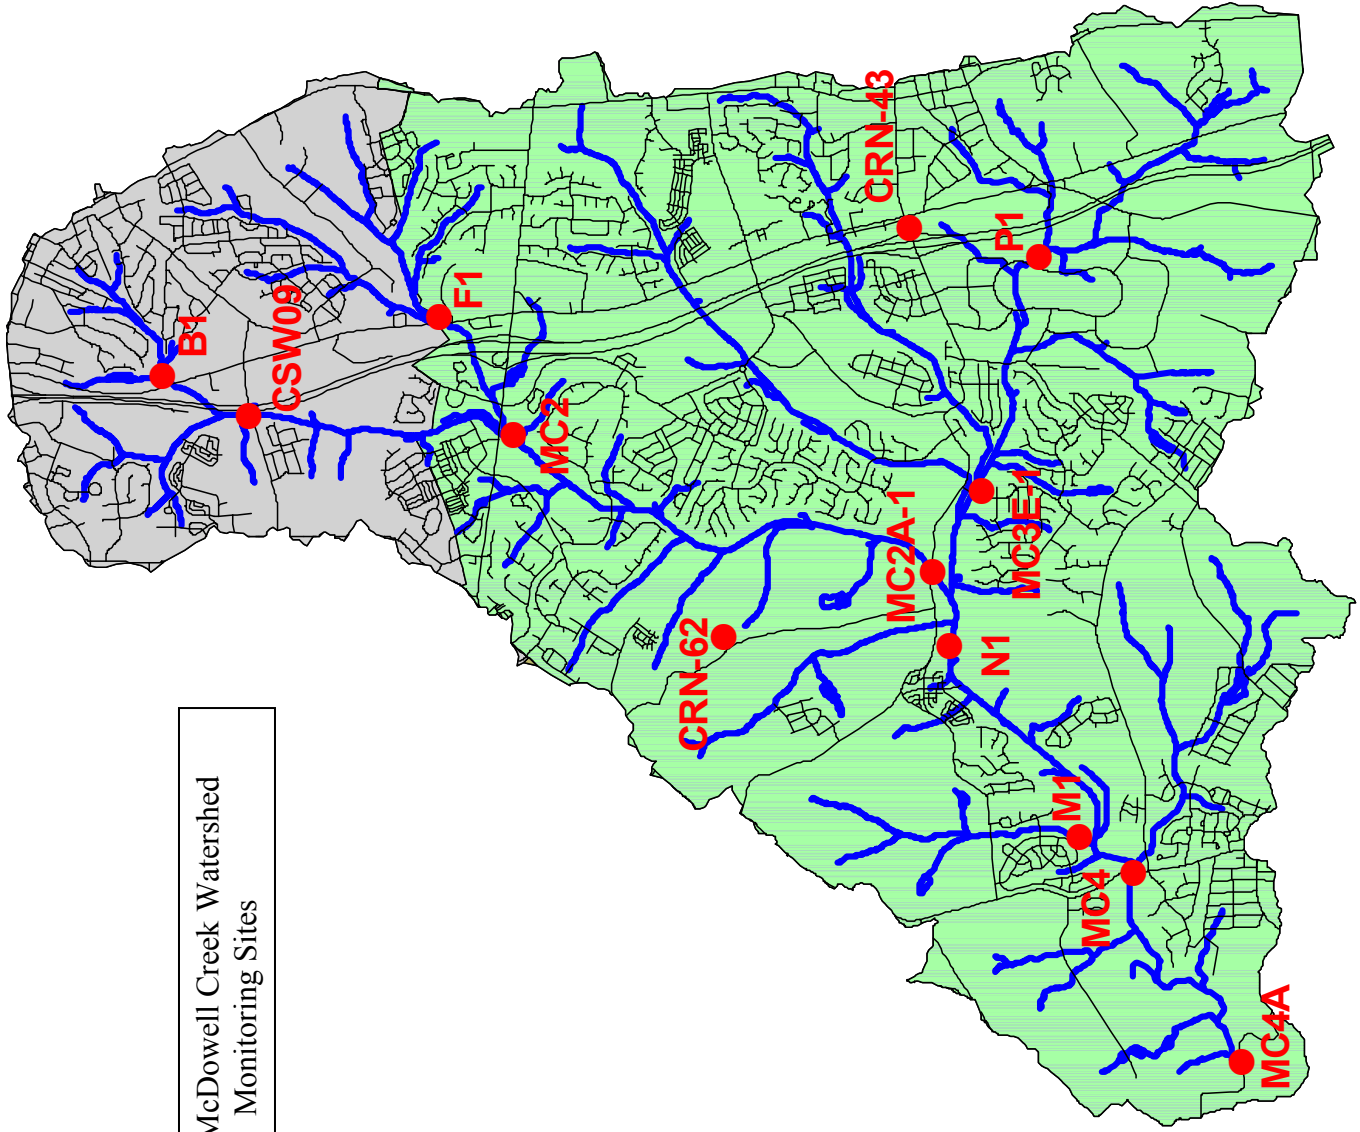 McDowell Creek Watershed
Monitoring Sites
B1
CSW09
F1
MC2
CRN-43
P1
MC2A-1
MC3E-1
CRN-62
N1
M1
MC4
MC4A